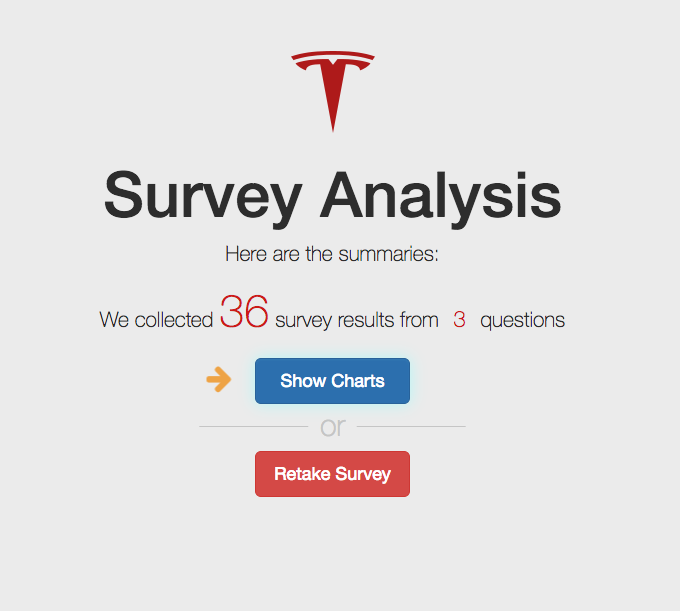 Survey Analysis
Here are the summaries:
We collected 36 survey results from 3 questions
Show Charts
or
Retake Survey